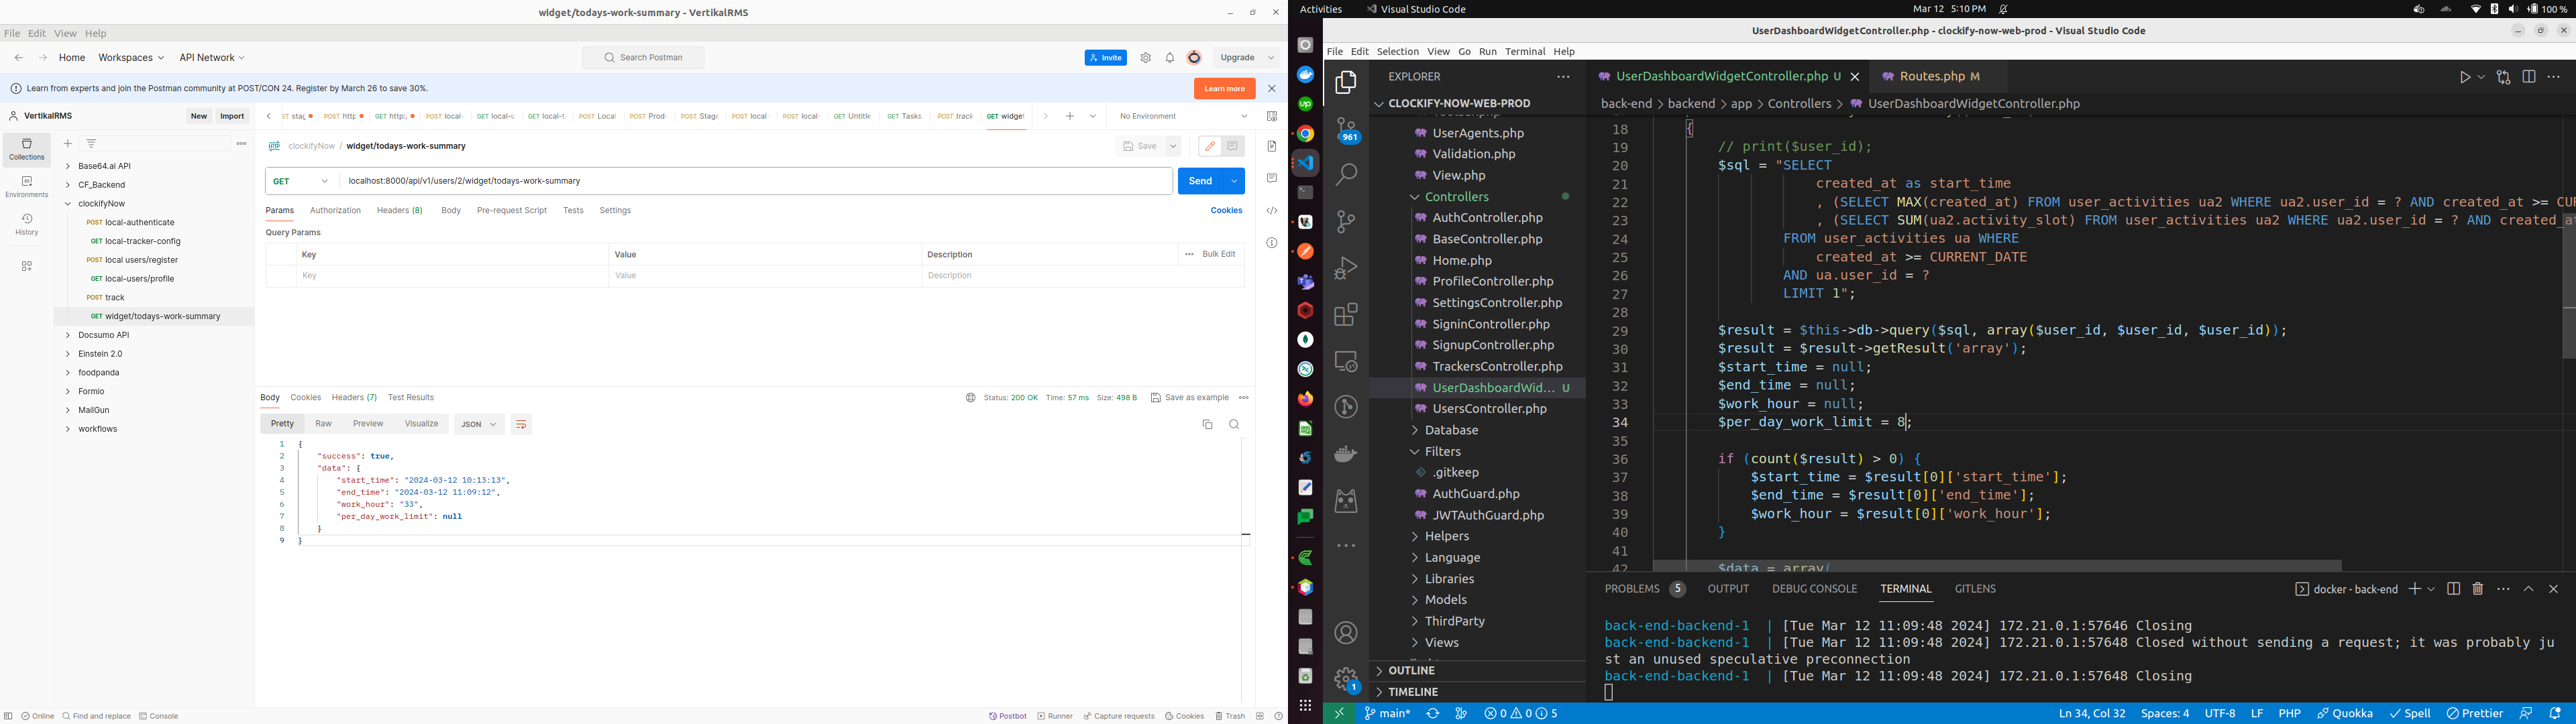 widget/todays-work-summary - VertikalRMS
File Edit View Help
Home Workspaces API Network
Search Postman
Invite
Upgrade
Learn from experts and join the Postman community at POST/CON 24. Register by March 26 to save 30%.
Learn more
VertikalRMS
New Import
POST http: GET http: POST local- GET local-u GET local-t POST Local POST Prod- POST Stage POST local POST local- GET Untitle GET Tasks POST track GET widget
No Environment
Collections
Environments
History
Base64.ai API
CF_Backend
clockifyNow
POST local-authenticate
GET local-tracker-config
POST local users/register
GET local-users/profile
POST track
GET widget/todays-work-summary
Docsumo API
Einstein 2.0
foodpanda
Formio
MailGun
workflows
clockifyNow / widget/todays-work-summary
Save
GET localhost:8000/api/v1/users/2/widget/todays-work-summary
Send
Params Authorization Headers (8) Body Pre-request Script Tests Settings
Cookies
Query Params
Key Value Description Bulk Edit
Key Value Description
Body Cookies Headers (7) Test Results
Status: 200 OK Time: 57 ms Size: 498 B Save as example
Pretty Raw Preview Visualize JSON
1 {
2 "success": true,
3 "data": {
4 "start_time": "2024-03-12 10:13:13",
5 "end_time": "2024-03-12 11:09:12",
6 "work_hour": "33",
7 "per_day_work_limit": null
8 }
9 }
Online Find and replace Console
Postbot Runner Capture requests Cookies Trash
Activities Visual Studio Code
Mar 12 5:10 PM
100 %
UserDashboardWidgetController.php - clockify-now-web-prod - Visual Studio Code
File Edit Selection View Go Run Terminal Help
961
1
EXPLORER
CLOCKIFY-NOW-WEB-PROD
UserAgents.php
Validation.php
View.php
Controllers
AuthController.php
BaseController.php
Home.php
ProfileController.php
SettingsController.php
SigninController.php
SignupController.php
TrackersController.php
UserDashboardWid... U
UsersController.php
Database
Filters
.gitkeep
AuthGuard.php
JWTAuthGuard.php
Helpers
Language
Libraries
Models
ThirdParty
Views
OUTLINE
TIMELINE
UserDashboardWidgetController.php U Routes.php M
back-end > backend > app > Controllers > UserDashboardWidgetController.php
18 {
19 // print($user_id);
20 $sql = "SELECT
21 created_at as start_time
22 , (SELECT MAX(created_at) FROM user_activities ua2 WHERE ua2.user_id = ? AND created_at >= CUR
23 , (SELECT SUM(ua2.activity_slot) FROM user_activities ua2 WHERE ua2.user_id = ? AND created_at
24 FROM user_activities ua WHERE
25 created_at >= CURRENT_DATE
26 AND ua.user_id = ?
27 LIMIT 1";
28
29 $result = $this->db->query($sql, array($user_id, $user_id, $user_id));
30 $result = $result->getResult('array');
31 $start_time = null;
32 $end_time = null;
33 $work_hour = null;
34 $per_day_work_limit = 8;
35
36 if (count($result) > 0) {
37 $start_time = $result[0]['start_time'];
38 $end_time = $result[0]['end_time'];
39 $work_hour = $result[0]['work_hour'];
40 }
41
42 $data = array(
PROBLEMS 5 OUTPUT DEBUG CONSOLE TERMINAL GITLENS
docker - back-end
back-end-backend-1 | [Tue Mar 12 11:09:48 2024] 172.21.0.1:57646 Closing
back-end-backend-1 | [Tue Mar 12 11:09:48 2024] 172.21.0.1:57648 Closed without sending a request; it was probably ju
st an unused speculative preconnection
back-end-backend-1 | [Tue Mar 12 11:09:48 2024] 172.21.0.1:57648 Closing
main* 0 0 5
Ln 34, Col 32 Spaces: 4 UTF-8 LF PHP Quokka Spell Prettier